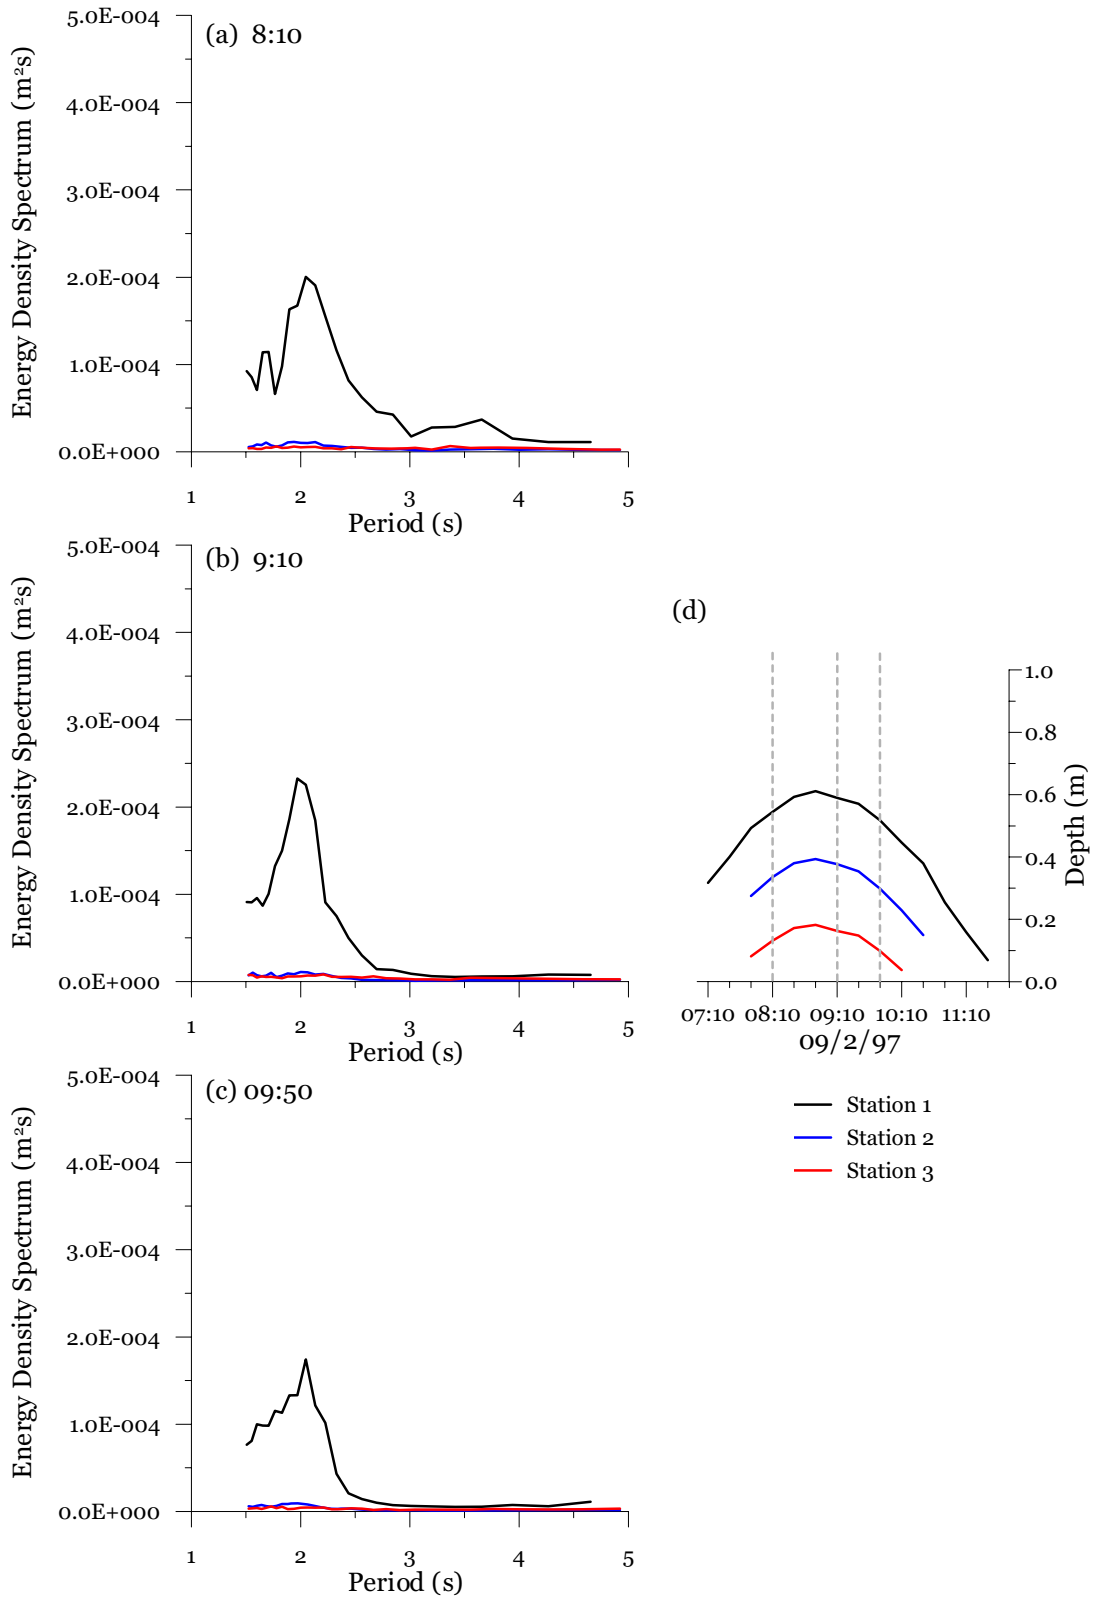 (a) 8:10
Energy Density Spectrum (m²s)
5.0E-004
4.0E-004
3.0E-004
2.0E-004
1.0E-004
0.0E+000
1 2 3 4 5
Period (s)
(b) 9:10
Energy Density Spectrum (m²s)
5.0E-004
4.0E-004
3.0E-004
2.0E-004
1.0E-004
0.0E+000
1 2 3 4 5
Period (s)
(d)
1.0
0.8
0.6
0.4
0.2
0.0
Depth (m)
07:10 08:10 09:10 10:10 11:10
09/2/97
(c) 09:50
Energy Density Spectrum (m²s)
5.0E-004
4.0E-004
3.0E-004
2.0E-004
1.0E-004
0.0E+000
1 2 3 4 5
Period (s)
Station 1
Station 2
Station 3